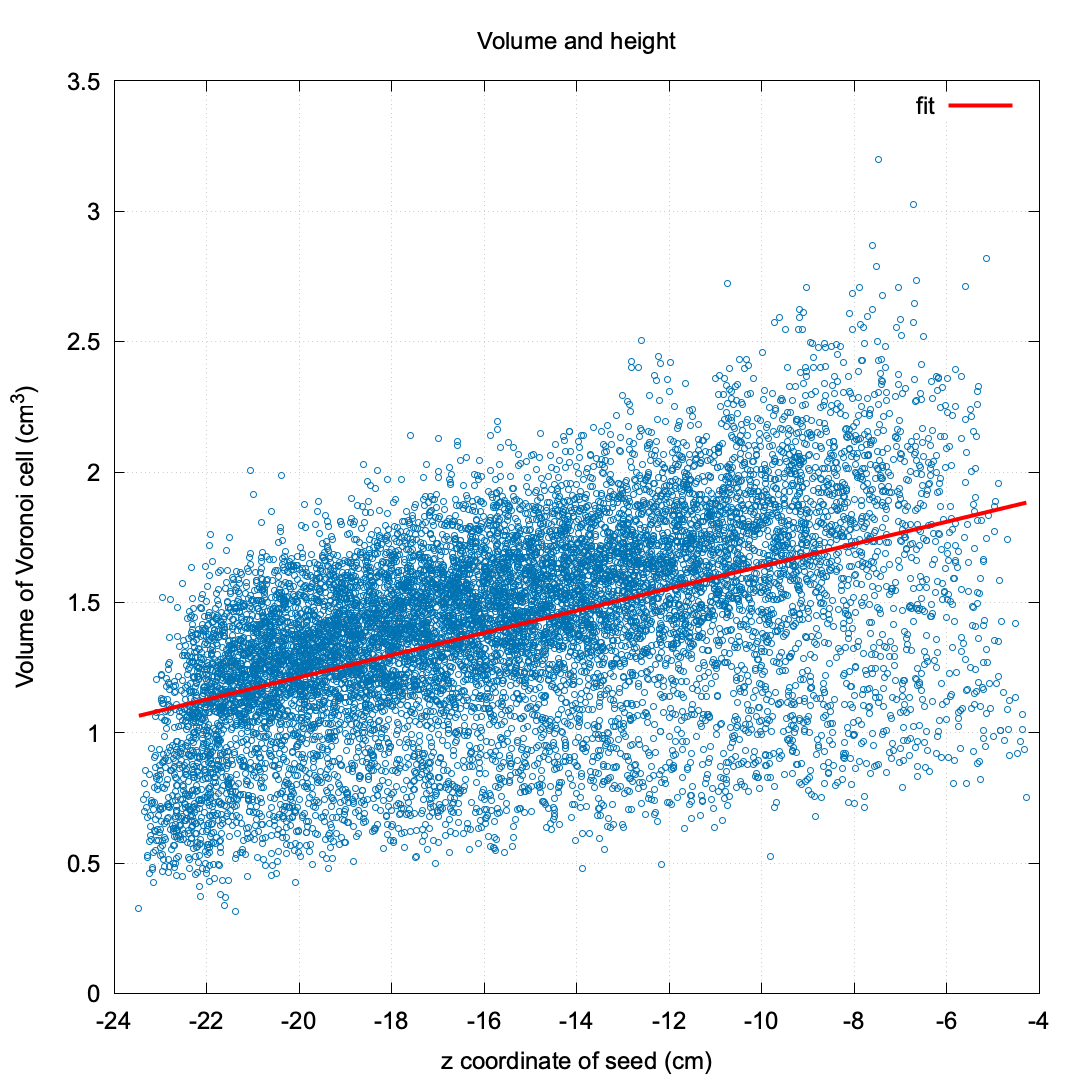 Volume and height
fit
3.5
3
2.5
2
1.5
1
0.5
0
Volume of Voronoi cell (cm³)
-24 -22 -20 -18 -16 -14 -12 -10 -8 -6 -4
z coordinate of seed (cm)